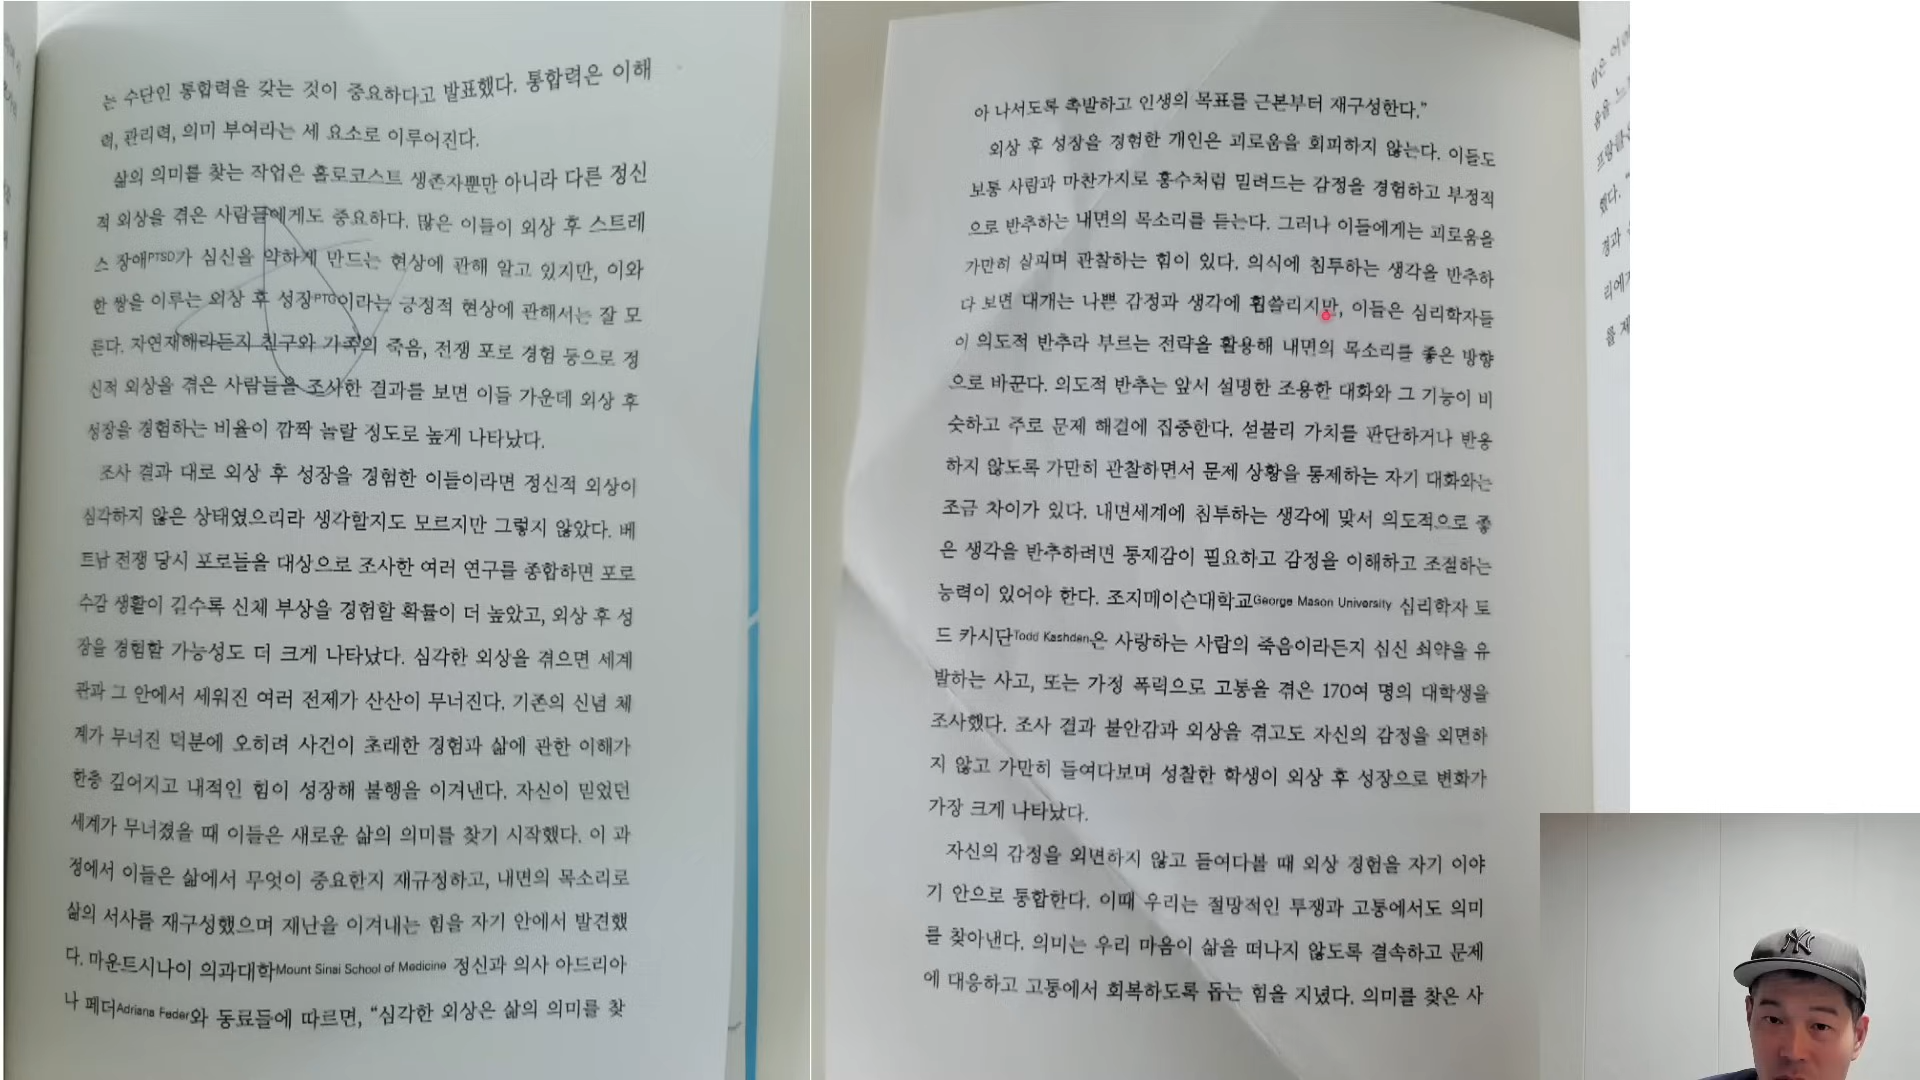 는 수단인 통합력을 갖는 것이 중요하다고 발표했다. 통합력은 이해
력, 관리력, 의미 부여라는 세 요소로 이루어진다.
삶의 의미를 찾는 작업은 홀로코스트 생존자뿐만 아니라 다른 정신
적 외상을 겪은 사람들에게도 중요하다. 많은 이들이 외상 후 스트레
스 장애PTSD가 심신을 약하게 만드는 현상에 관해 알고 있지만, 이와
한 쌍을 이루는 외상 후 성장PTG이라는 긍정적 현상에 관해서는 잘 모
른다. 자연재해라든지 친구와 가족의 죽음, 전쟁 포로 경험 등으로 정
신적 외상을 겪은 사람들을 조사한 결과를 보면 이들 가운데 외상 후
성장을 경험하는 비율이 깜짝 놀랄 정도로 높게 나타났다.
조사 결과 대로 외상 후 성장을 경험한 이들이라면 정신적 외상이
심각하지 않은 상태였으리라 생각할지도 모르지만 그렇지 않았다. 베
트남 전쟁 당시 포로들을 대상으로 조사한 여러 연구를 종합하면 포로
수감 생활이 길수록 신체 부상을 경험할 확률이 더 높았고, 외상 후 성
장을 경험할 가능성도 더 크게 나타났다. 심각한 외상을 겪으면 세계
관과 그 안에서 세워진 여러 전제가 산산이 무너진다. 기존의 신념 체
계가 무너진 덕분에 오히려 사건이 초래한 경험과 삶에 관한 이해가
한층 깊어지고 내적인 힘이 성장해 불행을 이겨낸다. 자신이 믿었던
세계가 무너졌을 때 이들은 새로운 삶의 의미를 찾기 시작했다. 이 과
정에서 이들은 삶에서 무엇이 중요한지 재규정하고, 내면의 목소리로
삶의 서사를 재구성했으며 재난을 이겨내는 힘을 자기 안에서 발견했
다. 마운트시나이 의과대학Mount Sinai School of Medicine 정신과 의사 아드리아
나 페더Adriana Feder와 동료들에 따르면, “심각한 외상은 삶의 의미를 찾
아 나서도록 촉발하고 인생의 목표를 근본부터 재구성한다.”
외상 후 성장을 경험한 개인은 괴로움을 회피하지 않는다. 이들도
보통 사람과 마찬가지로 홍수처럼 밀려드는 감정을 경험하고 부정적
으로 반추하는 내면의 목소리를 듣는다. 그러나 이들에게는 괴로움을
가만히 살피며 관찰하는 힘이 있다. 의식에 침투하는 생각을 반추하
다 보면 대개는 나쁜 감정과 생각에 휩쓸리지만, 이들은 심리학자들
이 의도적 반추라 부르는 전략을 활용해 내면의 목소리를 좋은 방향
으로 바꾼다. 의도적 반추는 앞서 설명한 조용한 대화와 그 기능이 비
슷하고 주로 문제 해결에 집중한다. 섣불리 가치를 판단하거나 반응
하지 않도록 가만히 관찰하면서 문제 상황을 통제하는 자기 대화와는
조금 차이가 있다. 내면세계에 침투하는 생각에 맞서 의도적으로 좋
은 생각을 반추하려면 통제감이 필요하고 감정을 이해하고 조절하는
능력이 있어야 한다. 조지메이슨대학교George Mason University 심리학자 토
드 카시단Todd Kashdan은 사랑하는 사람의 죽음이라든지 심신 쇠약을 유
발하는 사고, 또는 가정 폭력으로 고통을 겪은 170여 명의 대학생을
조사했다. 조사 결과 불안감과 외상을 겪고도 자신의 감정을 외면하
지 않고 가만히 들여다보며 성찰한 학생이 외상 후 성장으로 변화가
가장 크게 나타났다.
자신의 감정을 외면하지 않고 들여다볼 때 외상 경험을 자기 이야
기 안으로 통합한다. 이때 우리는 절망적인 투쟁과 고통에서도 의미
를 찾아낸다. 의미는 우리 마음이 삶을 떠나지 않도록 결속하고 문제
에 대응하고 고통에서 회복하도록 돕는 힘을 지녔다. 의미를 찾은 사